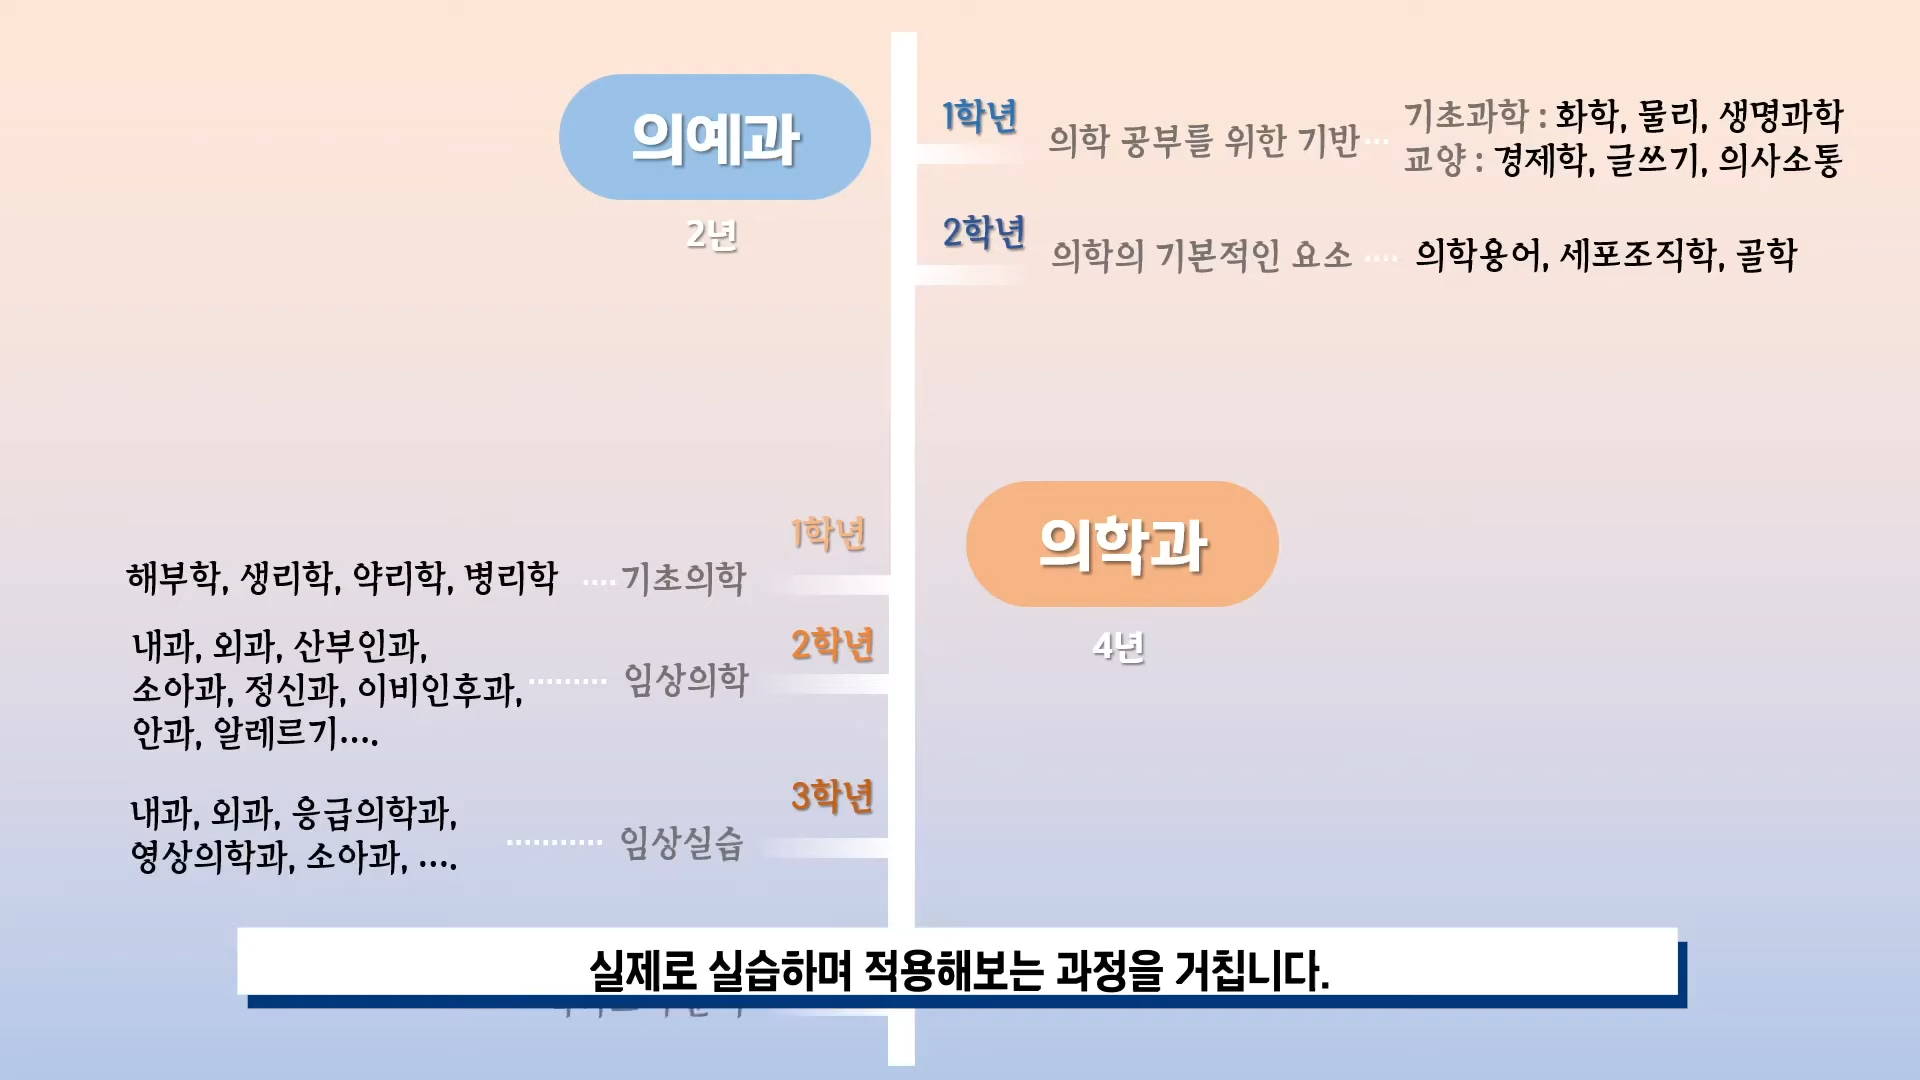 의예과
2년
1학년
의학 공부를 위한 기반
기초과학 : 화학, 물리, 생명과학
교양 : 경제학, 글쓰기, 의사소통
2학년
의학의 기본적인 요소
의학용어, 세포조직학, 골학
의학과
4년
1학년
기초의학
해부학, 생리학, 약리학, 병리학
2학년
임상의학
내과, 외과, 산부인과,
소아과, 정신과, 이비인후과,
안과, 알레르기....
3학년
임상실습
내과, 외과, 응급의학과,
영상의학과, 소아과, ....
실제로 실습하며 적용해보는 과정을 거칩니다.